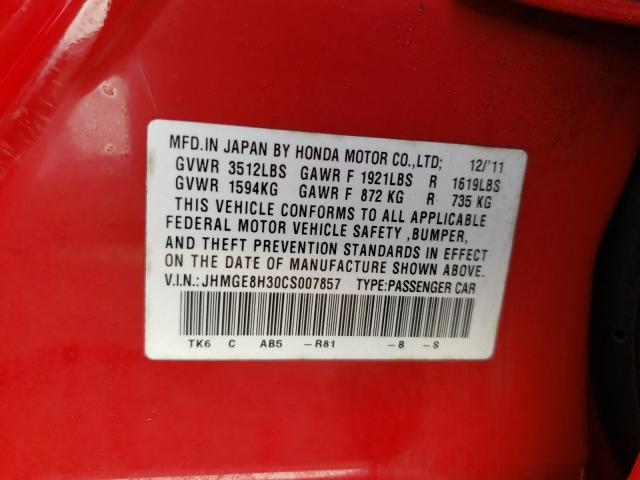 MFD.IN JAPAN BY HONDA MOTOR CO.,LTD; 12/'11
GVWR 3512LBS GAWR F 1921LBS R 1619LBS
GVWR 1594KG GAWR F 872 KG R 735 KG
THIS VEHICLE CONFORMS TO ALL APPLICABLE
FEDERAL MOTOR VEHICLE SAFETY ,BUMPER,
AND THEFT PREVENTION STANDARDS IN EFFECT
ON THE DATE OF MANUFACTURE SHOWN ABOVE.
V.I.N.: JHMGE8H30CS007857 TYPE:PASSENGER CAR
TK6 C AB5 –R81 –B –S